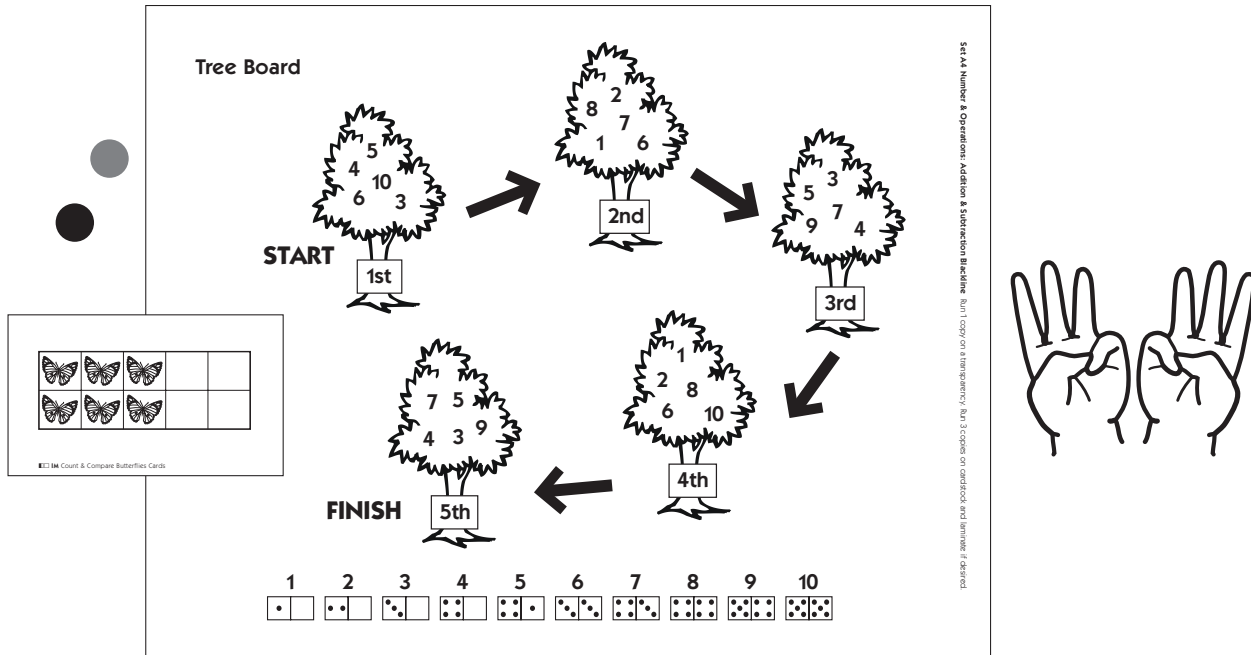 Tree Board
5
4
10
6
3
START
1st
2
8
7
1
6
2nd
3
5
7
9
4
3rd
1
2
8
6
10
4th
7
5
9
4
3
FINISH
5th
1 2 3 4 5 6 7 8 9 10
Set A4 Number & Operations: Addition & Subtraction Blackline Run 1 copy on a transparency. Run 3 copies on cardstock and laminate if desired.
Count & Compare Butterflies Cards